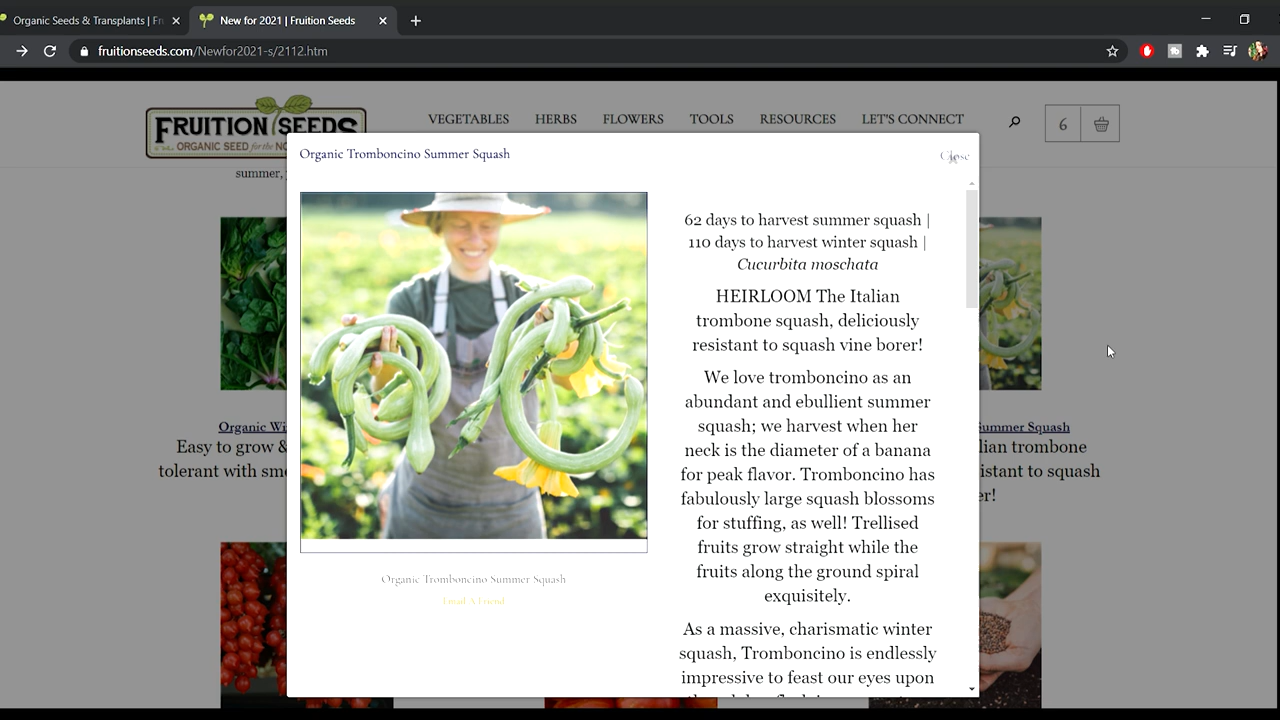 Organic Seeds & Transplants | Fr
New for 2021 | Fruition Seeds
fruitionseeds.com/Newfor2021-s/2112.htm
FRUITION SEEDS
ORGANIC SEED for the
VEGETABLES HERBS FLOWERS TOOLS RESOURCES LET'S CONNECT
6
summer,
Organic Tromboncino Summer Squash
Close
62 days to harvest summer squash |
110 days to harvest winter squash |
Cucurbita moschata
HEIRLOOM The Italian
trombone squash, deliciously
resistant to squash vine borer!
We love tromboncino as an
abundant and ebullient summer
squash; we harvest when her
neck is the diameter of a banana
for peak flavor. Tromboncino has
fabulously large squash blossoms
for stuffing, as well! Trellised
fruits grow straight while the
fruits along the ground spiral
exquisitely.
As a massive, charismatic winter
squash, Tromboncino is endlessly
impressive to feast our eyes upon
Organic Tromboncino Summer Squash
Email A Friend
Organic Wi
Easy to grow &
tolerant with sm
Summer Squash
lian trombone
istant to squash
er!